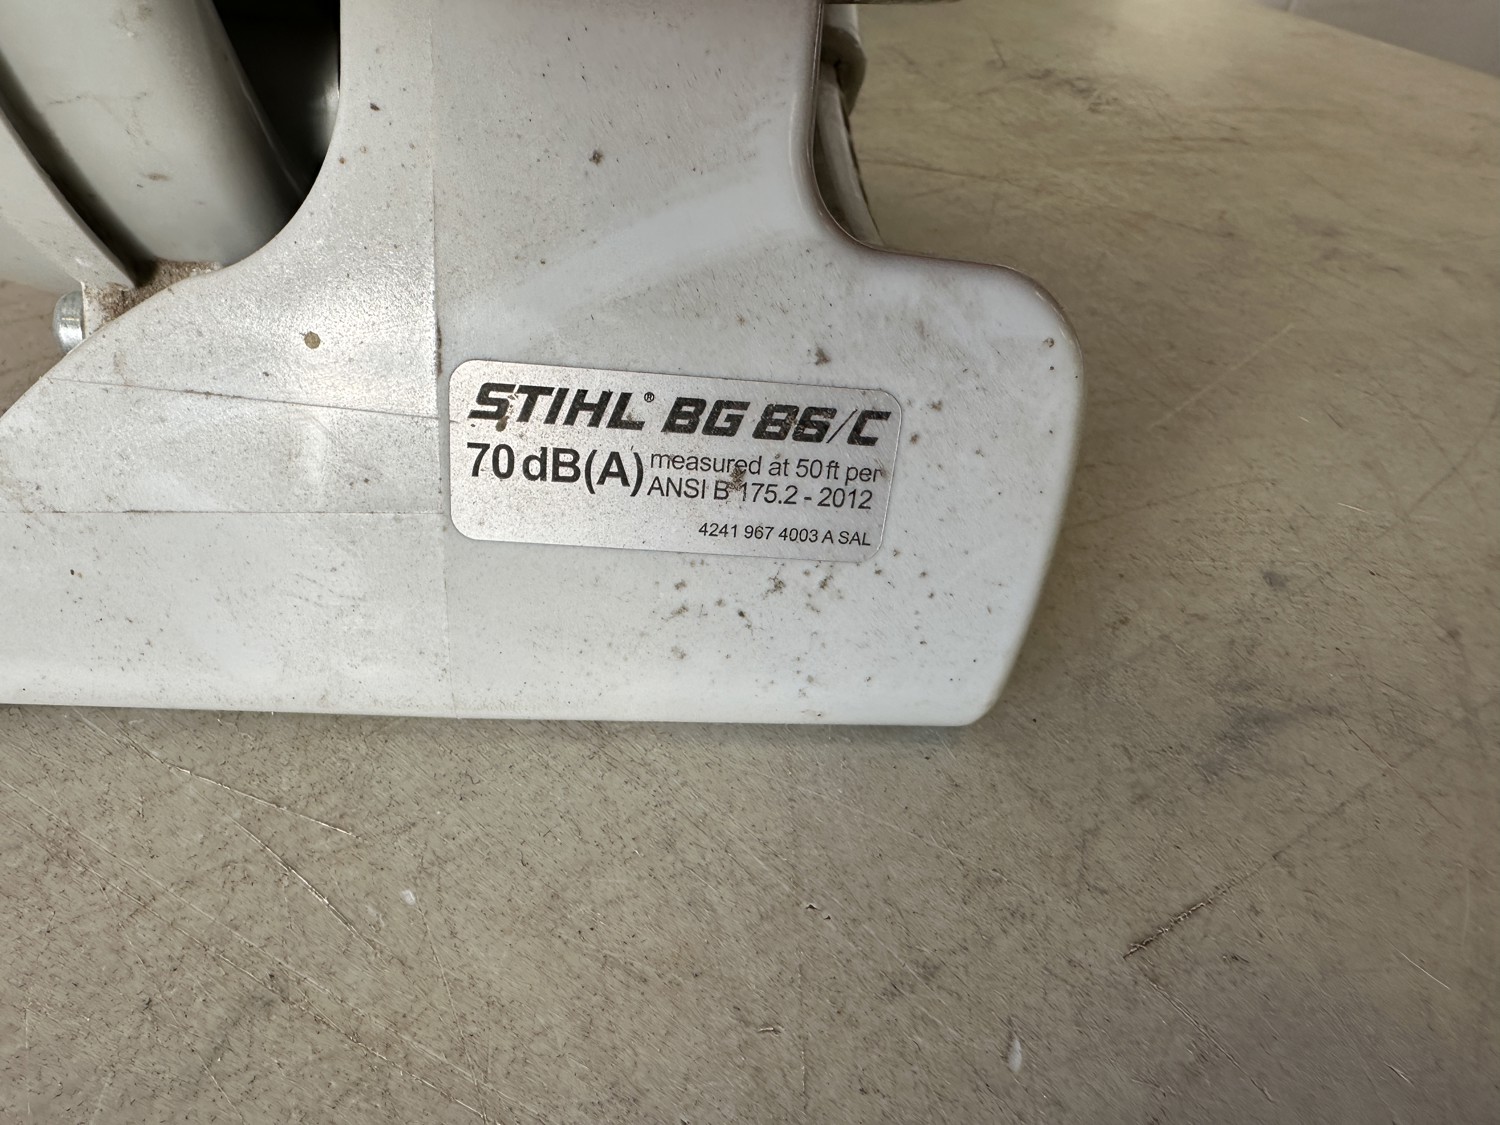 STIHL® BG 86/C
70 dB(A) measured at 50 ft per
ANSI B 175.2 - 2012
4241 967 4003 A SAL